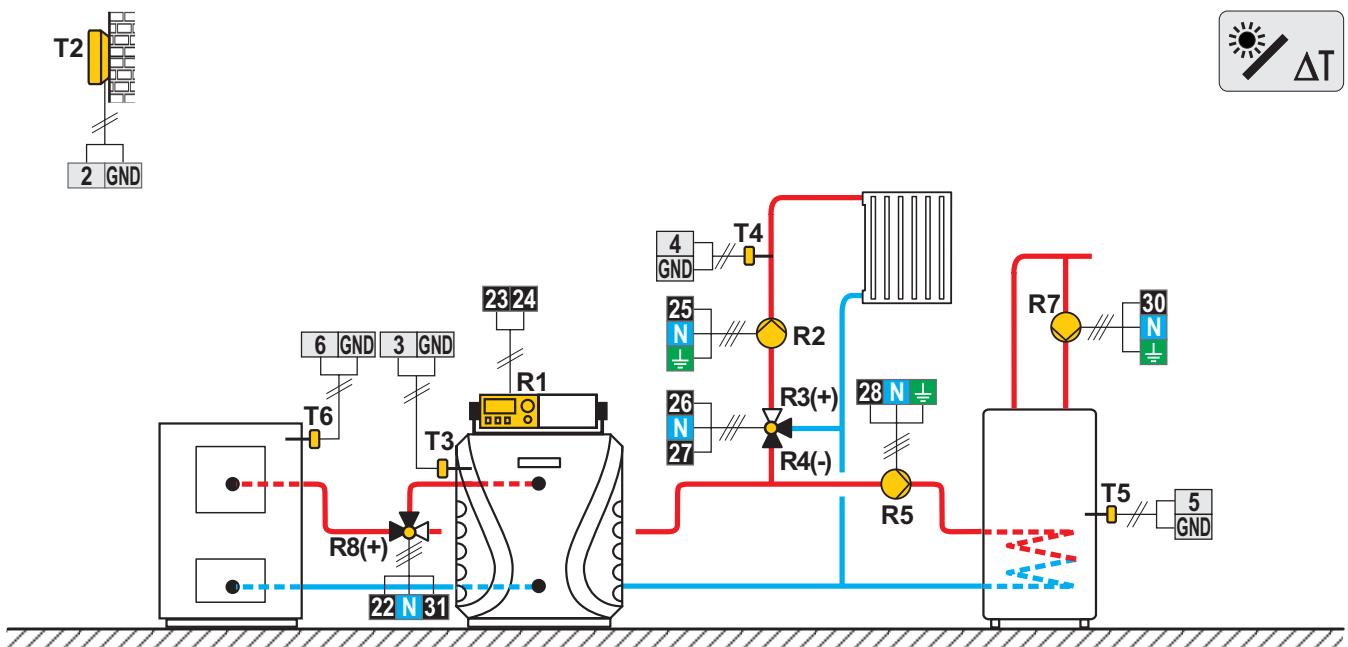 T2
ΔT
2 GND
4
GND
T4
23 24
25
N
R2
R7
30
N
6 GND
3 GND
R1
T6
T3
26
N
27
R3(+)
R4(-)
28 N
R5
T5
5
GND
R8(+)
22 N 31